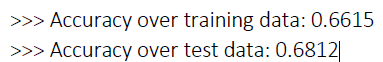 >>> Accuracy over training data: 0.6615
>>> Accuracy over test data: 0.6812